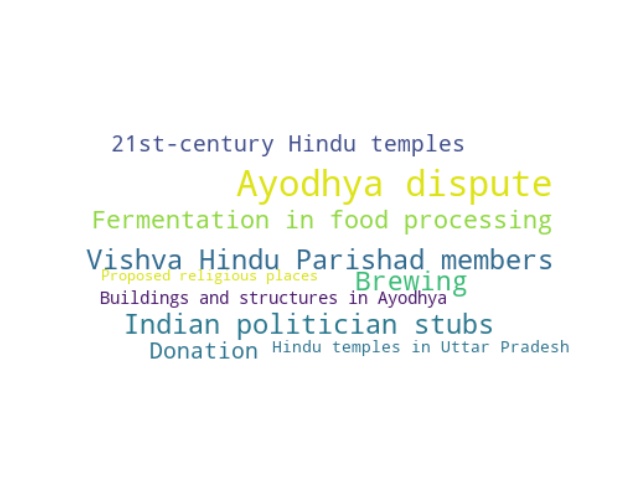 21st-century Hindu temples
Ayodhya dispute
Fermentation in food processing
Vishva Hindu Parishad members
Proposed religious places
Brewing
Buildings and structures in Ayodhya
Indian politician stubs
Donation
Hindu temples in Uttar Pradesh